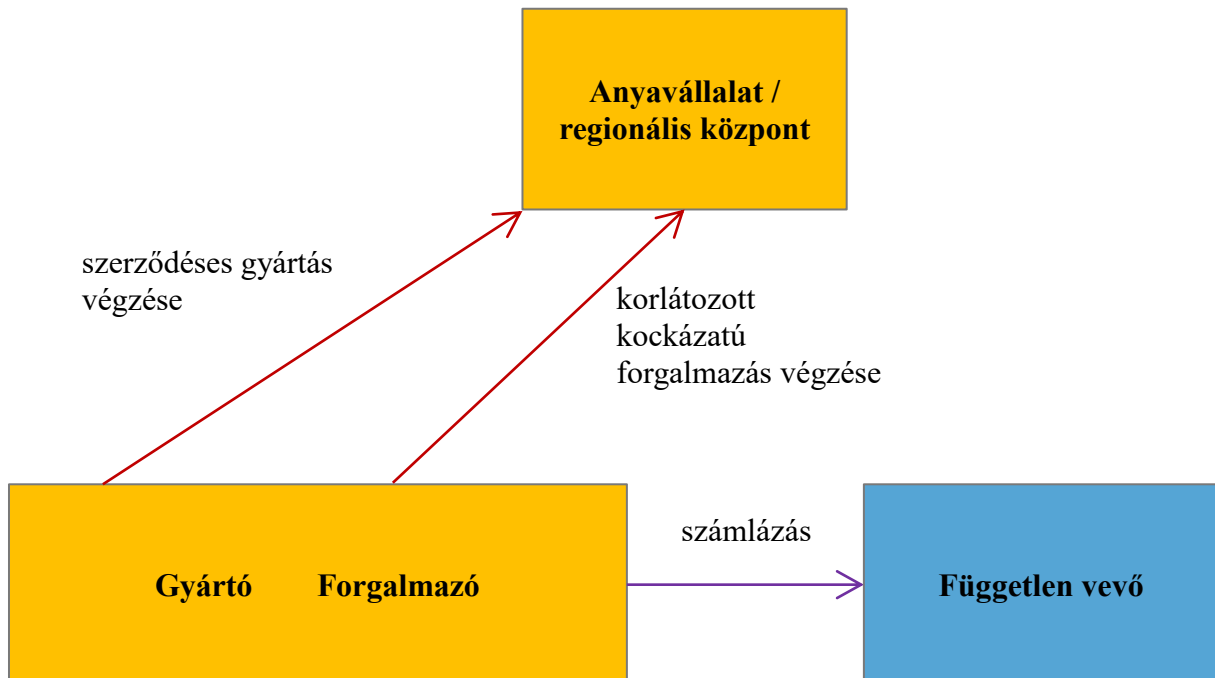 Anyavállalat /
regionális központ
szerződéses gyártás
végzése
korlátozott
kockázatú
forgalmazás végzése
számlázás
Gyártó Forgalmazó
Független vevő